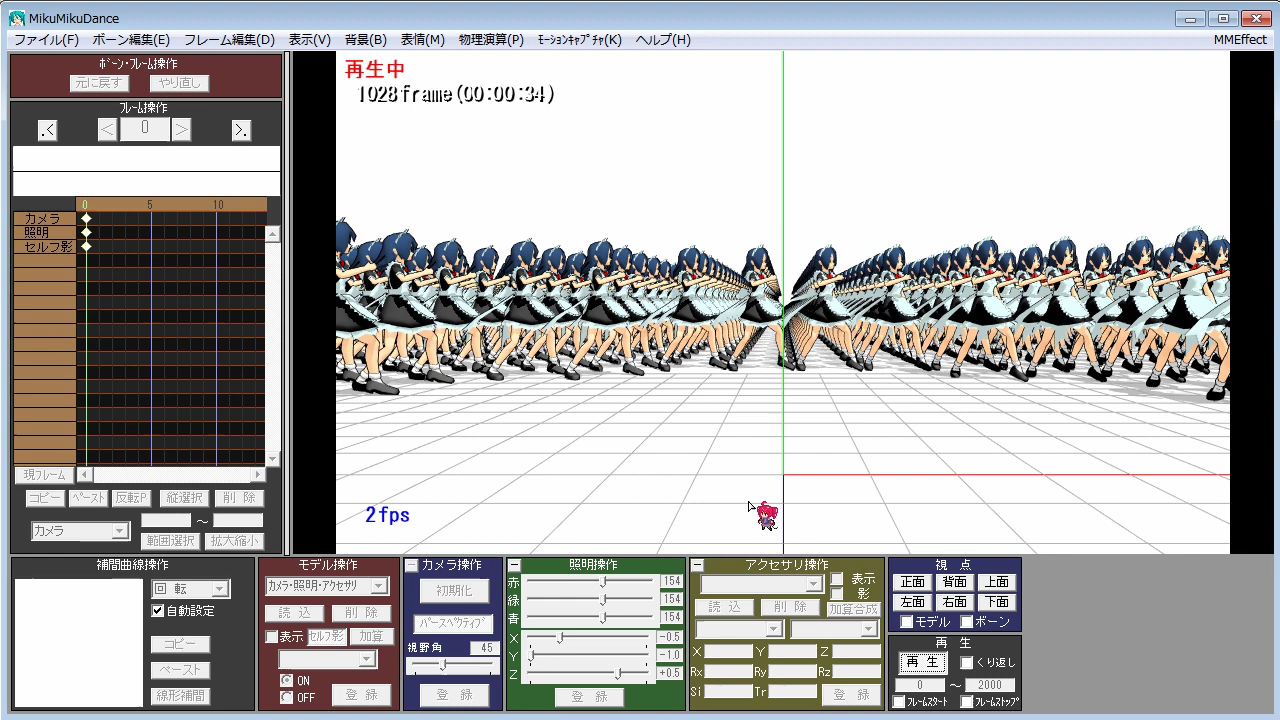 MikuMikuDance
ファイル(F) ボーン編集(E) フレーム編集(D) 表示(V) 背景(B) 表情(M) 物理演算(P) ﾓｰｼｮﾝｷｬﾌﾟﾁｬ(K) ヘルプ(H) MMEffect
ﾎﾞｰﾝ･ﾌﾚｰﾑ操作
元に戻す やり直し
ﾌﾚｰﾑ操作
.< < 0 > >.
0 5 10
カメラ
照明
セルフ影
現フレーム
コピー ペースト 反転P 縦選択 削 除
カメラ ～
範囲選択 拡大縮小
再生中
1028frame(00:00:34)
2fps
補間曲線操作
回 転
自動設定
コピー
ペースト
線形補間
モデル操作
ｶﾒﾗ･照明･ｱｸｾｻﾘ
読 込 削 除
表示 ｾﾙﾌ影 加算
ON
OFF 登 録
カメラ操作
初期化
ﾊﾟｰｽﾍﾟｸﾃｨﾌﾞ
視野角 45
登 録
照明操作
赤 154
緑 154
青 154
X -0.5
Y -1.0
Z +0.5
登 録
アクセサリ操作
表示
影
読 込 削 除 加算合成
X Y Z
Rx Ry Rz
Si Tr 登 録
視 点
正面 背面 上面
左面 右面 下面
モデル ボーン
再 生
再 生 くり返し
0 ～ 2000
ﾌﾚｰﾑｽﾀｰﾄ ﾌﾚｰﾑｽﾄｯﾌﾟ